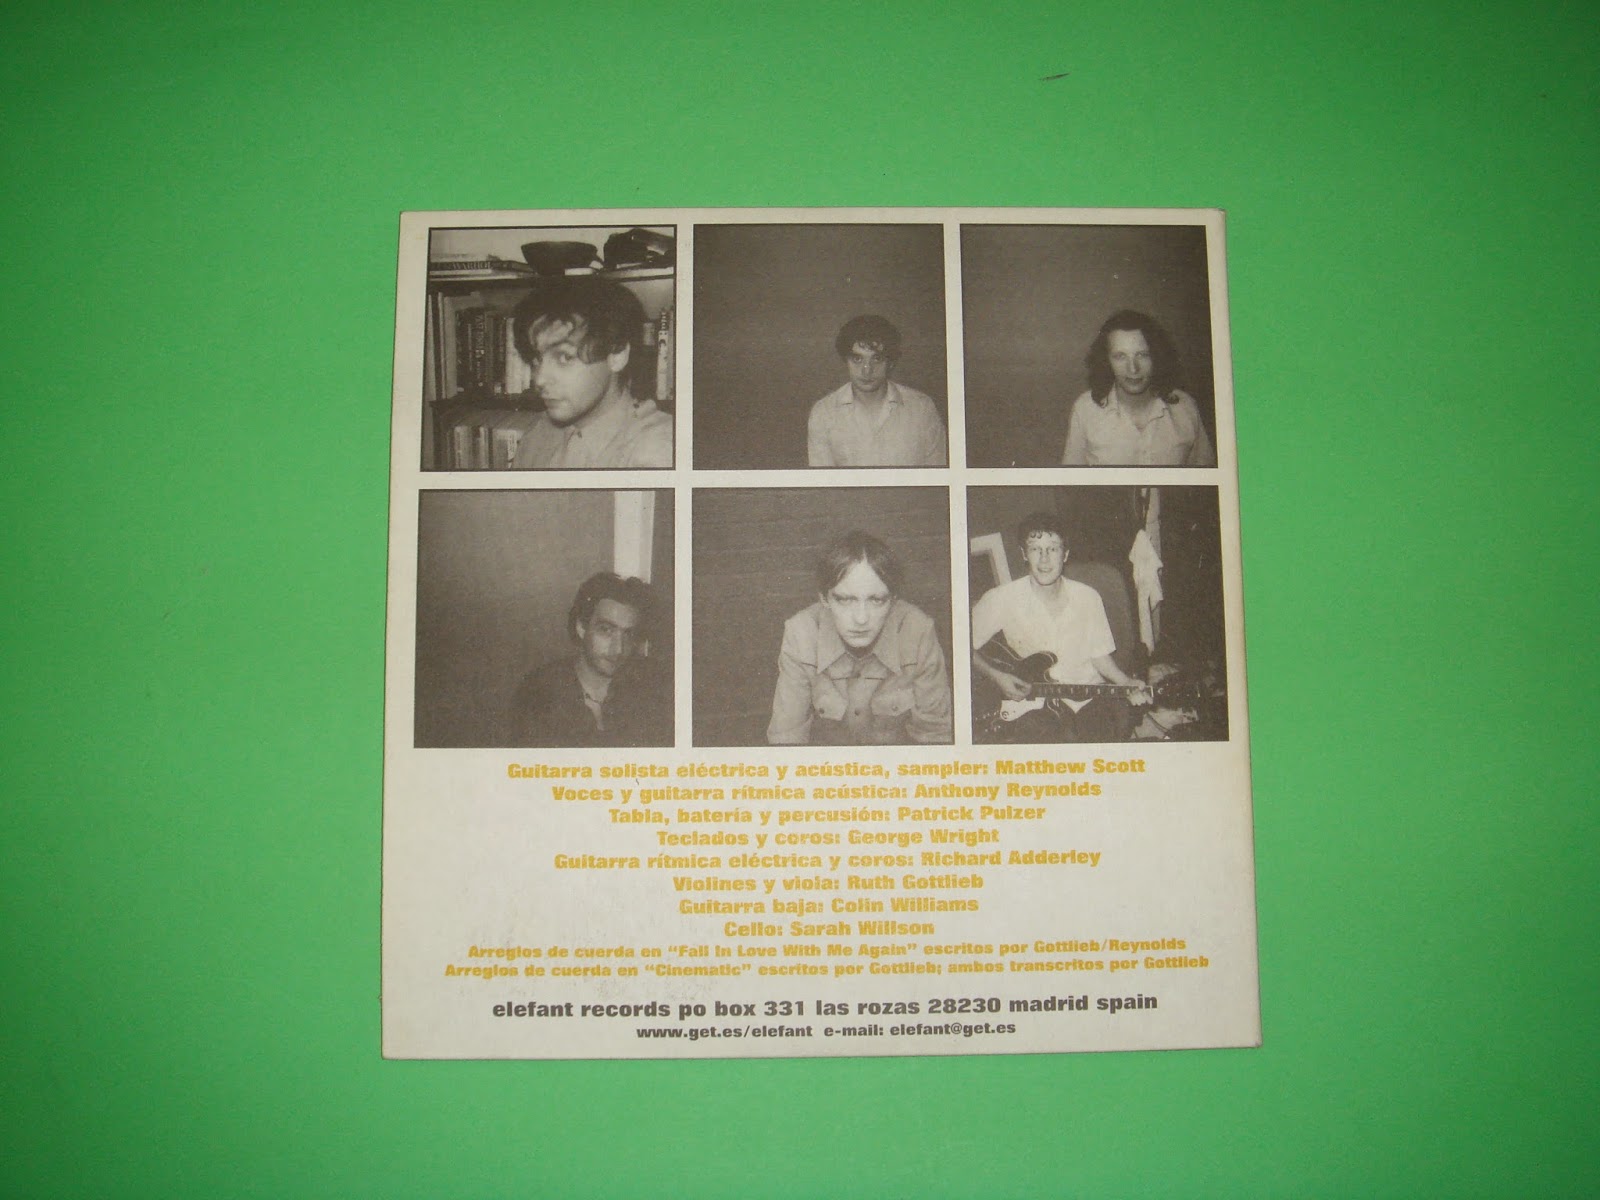 WARHOL
Guitarra solista eléctrica y acústica, sampler: Matthew Scott
Voces y guitarra rítmica acústica: Anthony Reynolds
Tabla, batería y percusión: Patrick Pulzer
Teclados y coros: George Wright
Guitarra rítmica eléctrica y coros: Richard Adderley
Violines y viola: Ruth Gottlieb
Guitarra baja: Colin Williams
Cello: Sarah Willson
Arreglos de cuerda en “Fall In Love With Me Again” escritos por Gottlieb/Reynolds
Arreglos de cuerda en “Cinematic” escritos por Gottlieb; ambos transcritos por Gottlieb
elefant records po box 331 las rozas 28230 madrid spain
www.get.es/elefant e-mail: elefant@get.es